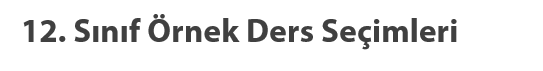 12. Sınıf Örnek Ders Seçimleri